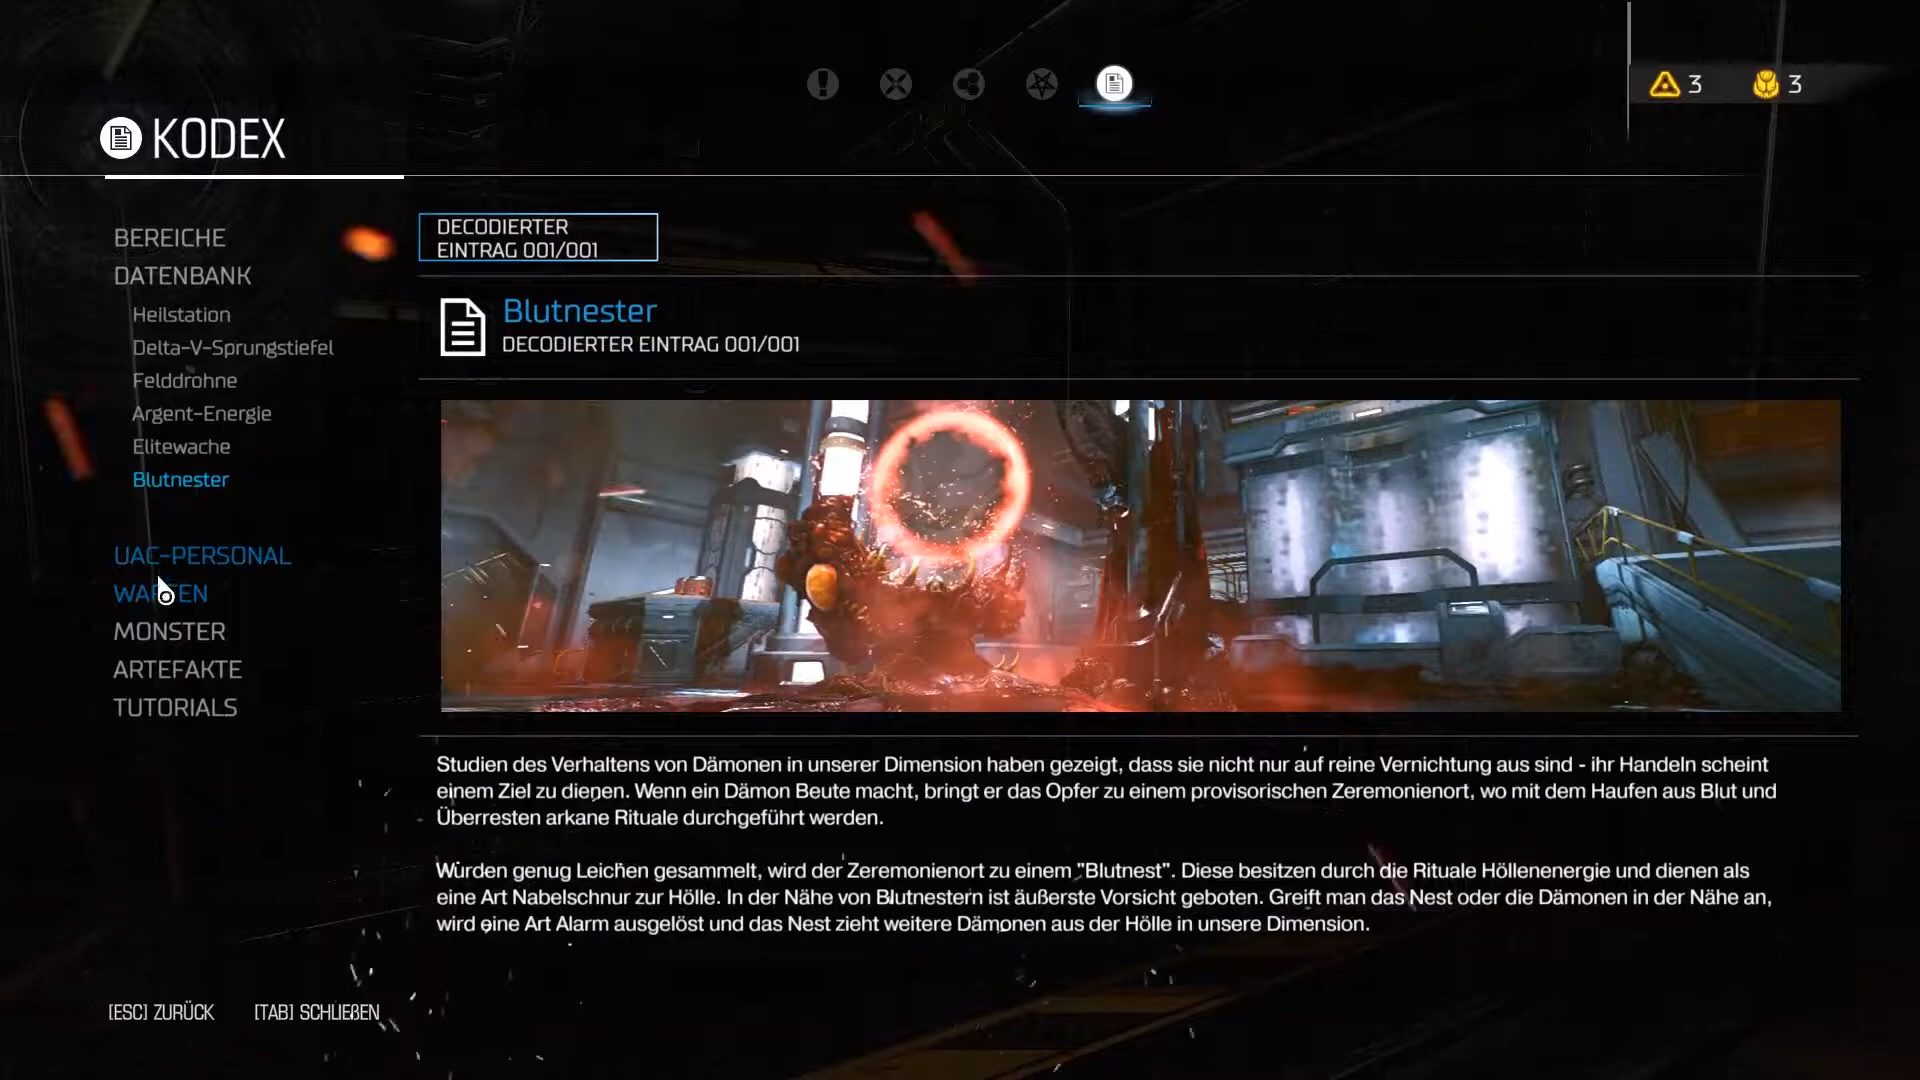 3 3
KODEX
BEREICHE
DATENBANK
Heilstation
Delta-V-Sprungstiefel
Felddrohne
Argent-Energie
Elitewache
Blutnester
UAC-PERSONAL
WAFFEN
MONSTER
ARTEFAKTE
TUTORIALS
DECODIERTER
EINTRAG 001/001
Blutnester
DECODIERTER EINTRAG 001/001
Studien des Verhaltens von Dämonen in unserer Dimension haben gezeigt, dass sie nicht nur auf reine Vernichtung aus sind - ihr Handeln scheint
einem Ziel zu dienen. Wenn ein Dämon Beute macht, bringt er das Opfer zu einem provisorischen Zeremonienort, wo mit dem Haufen aus Blut und
Überresten arkane Rituale durchgeführt werden.
Wurden genug Leichen gesammelt, wird der Zeremonienort zu einem "Blutnest". Diese besitzen durch die Rituale Höllenenergie und dienen als
eine Art Nabelschnur zur Hölle. In der Nähe von Blutnestern ist äußerste Vorsicht geboten. Greift man das Nest oder die Dämonen in der Nähe an,
wird eine Art Alarm ausgelöst und das Nest zieht weitere Dämonen aus der Hölle in unsere Dimension.
[ESC] ZURÜCK [TAB] SCHLIEßEN